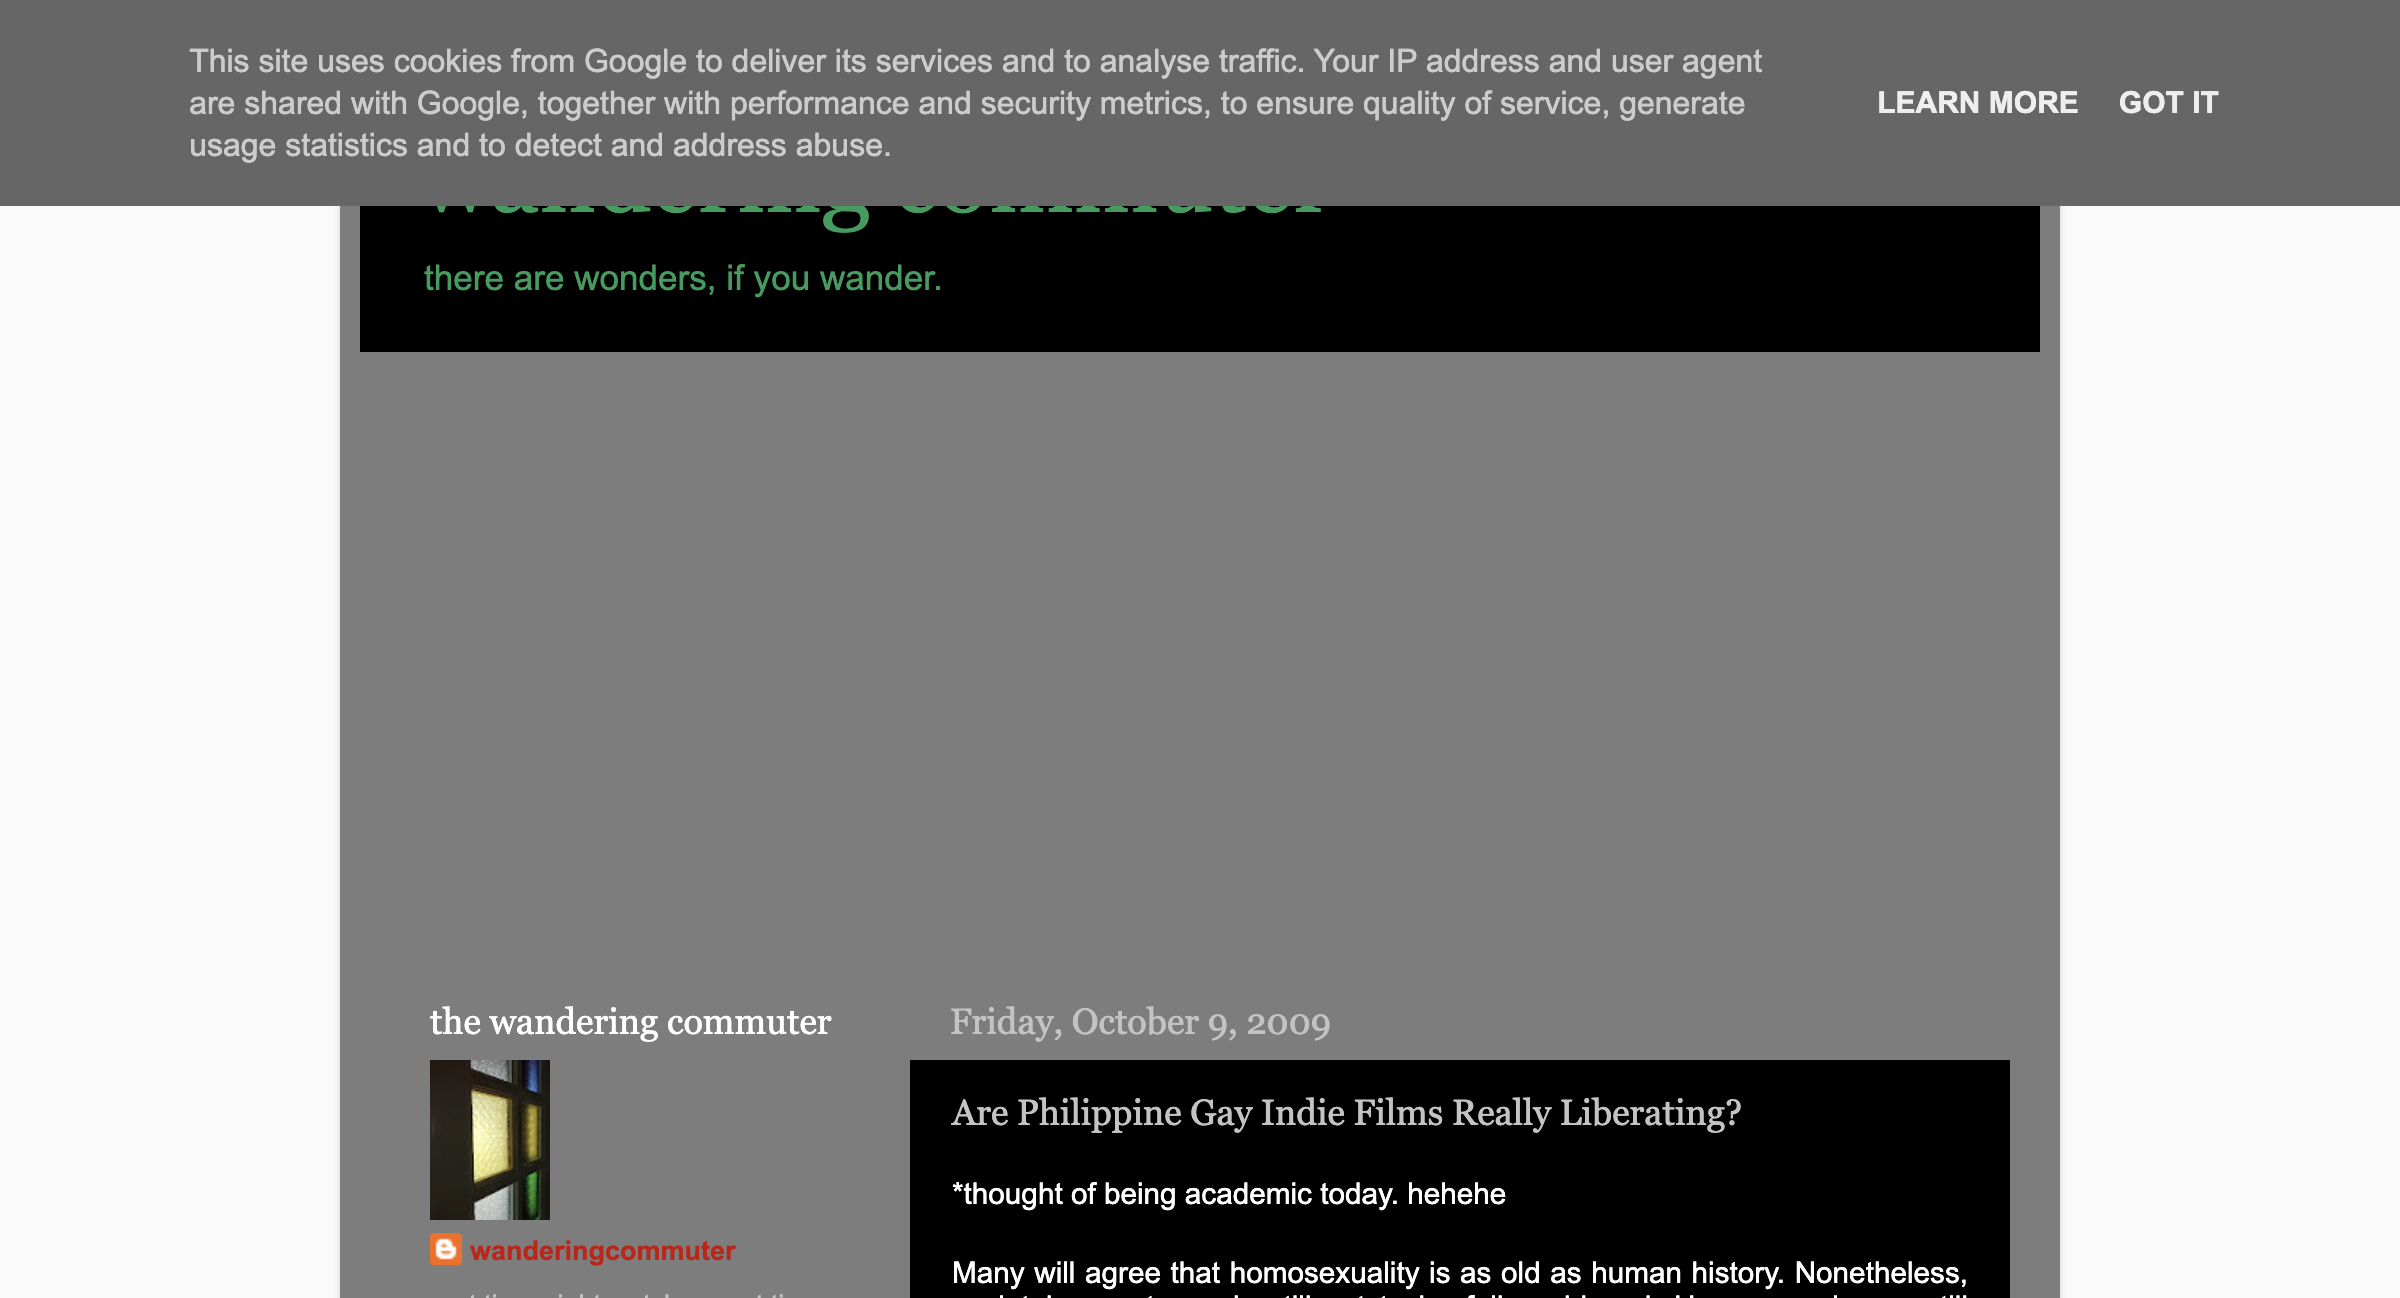 This site uses cookies from Google to deliver its services and to analyse traffic. Your IP address and user agent
are shared with Google, together with performance and security metrics, to ensure quality of service, generate
usage statistics and to detect and address abuse.
LEARN MORE GOT IT
wandering commuter
there are wonders, if you wander.
the wandering commuter
wanderingcommuter
Friday, October 9, 2009
Are Philippine Gay Indie Films Really Liberating?
*thought of being academic today. hehehe
Many will agree that homosexuality is as old as human history. Nonetheless,